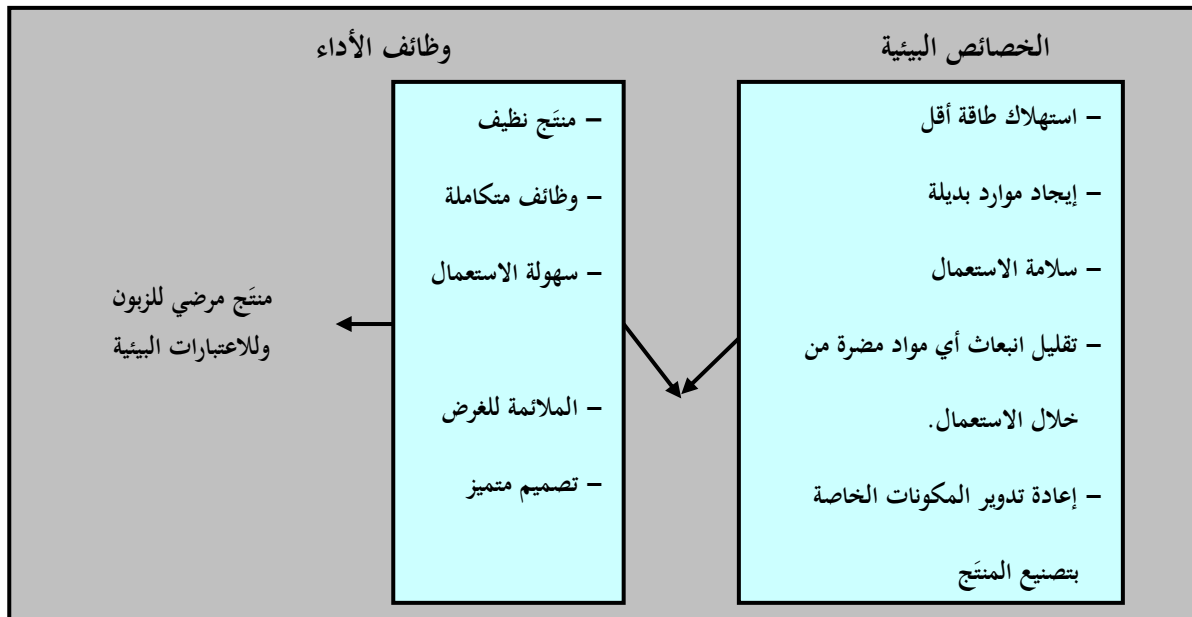 الخصائص البيئية
– استهلاك طاقة أقل
– إيجاد موارد بديلة
– سلامة الاستعمال
– تقليل انبعاث أي مواد مضرة من
خلال الاستعمال.
– إعادة تدوير المكونات الخاصة
بتصنيع المنتَج
وظائف الأداء
– منتَج نظيف
– وظائف متكاملة
– سهولة الاستعمال
– الملائمة للغرض
– تصميم متميز
منتَج مرضي للزبون
وللاعتبارات البيئية